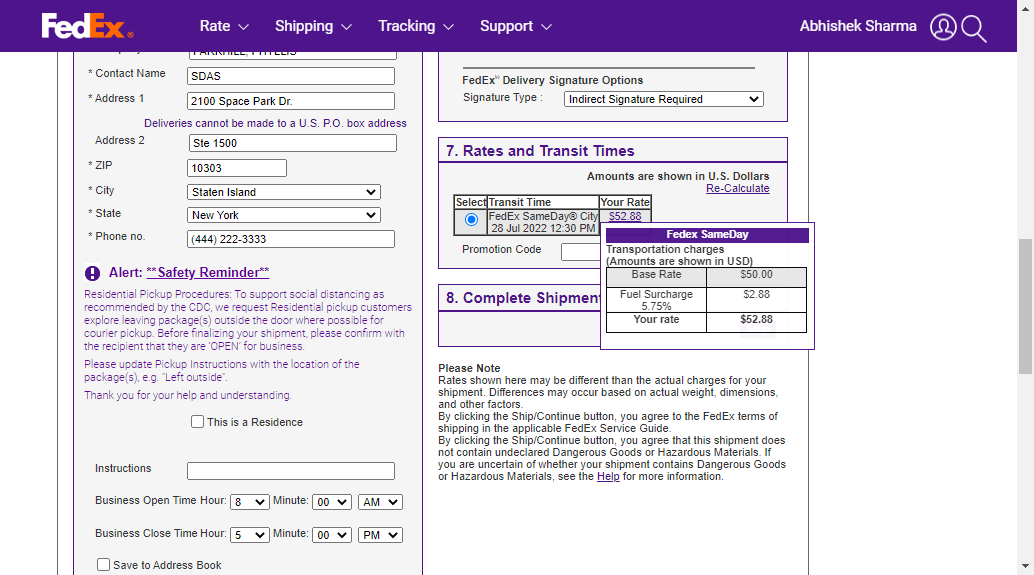 FedEx®
Rate
Shipping
Tracking
Support
Abhishek Sharma
PARKHILL, PHYLLIS
* Contact Name
SDAS
* Address 1
2100 Space Park Dr.
Deliveries cannot be made to a U.S. P.O. box address
Address 2
Ste 1500
* ZIP
10303
* City
Staten Island
* State
New York
* Phone no.
(444) 222-3333
Alert: **Safety Reminder**
Residential Pickup Procedures: To support social distancing as
recommended by the CDC, we request Residential pickup customers
explore leaving package(s) outside the door where possible for
courier pickup. Before finalizing your shipment, please confirm with
the recipient that they are 'OPEN' for business.
Please update Pickup Instructions with the location of the
package(s), e.g. "Left outside".
Thank you for your help and understanding.
This is a Residence
Instructions
Business Open Time Hour: 8 Minute: 00 AM
Business Close Time Hour: 5 Minute: 00 PM
Save to Address Book
FedEx® Delivery Signature Options
Signature Type : Indirect Signature Required
7. Rates and Transit Times
Amounts are shown in U.S. Dollars
Re-Calculate
Select Transit Time Your Rate
FedEx SameDay® City $52.88
28 Jul 2022 12:30 PM
Promotion Code
Fedex SameDay
Transportation charges
(Amounts are shown in USD)
Base Rate $50.00
Fuel Surcharge $2.88
5.75%
Your rate $52.88
8. Complete Shipment
Please Note
Rates shown here may be different than the actual charges for your
shipment. Differences may occur based on actual weight, dimensions,
and other factors.
By clicking the Ship/Continue button, you agree to the FedEx terms of
shipping in the applicable FedEx Service Guide.
By clicking the Ship/Continue button, you agree that this shipment does
not contain undeclared Dangerous Goods or Hazardous Materials. If
you are uncertain of whether your shipment contains Dangerous Goods
or Hazardous Materials, see the Help for more information.